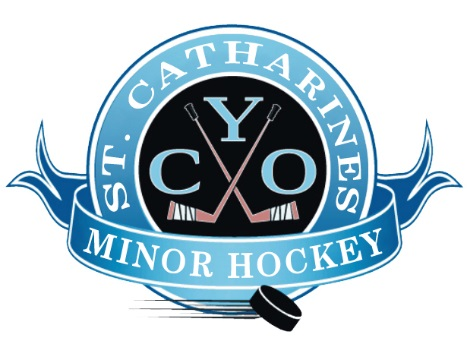 ST. CATHARINES
Y
C O
MINOR HOCKEY